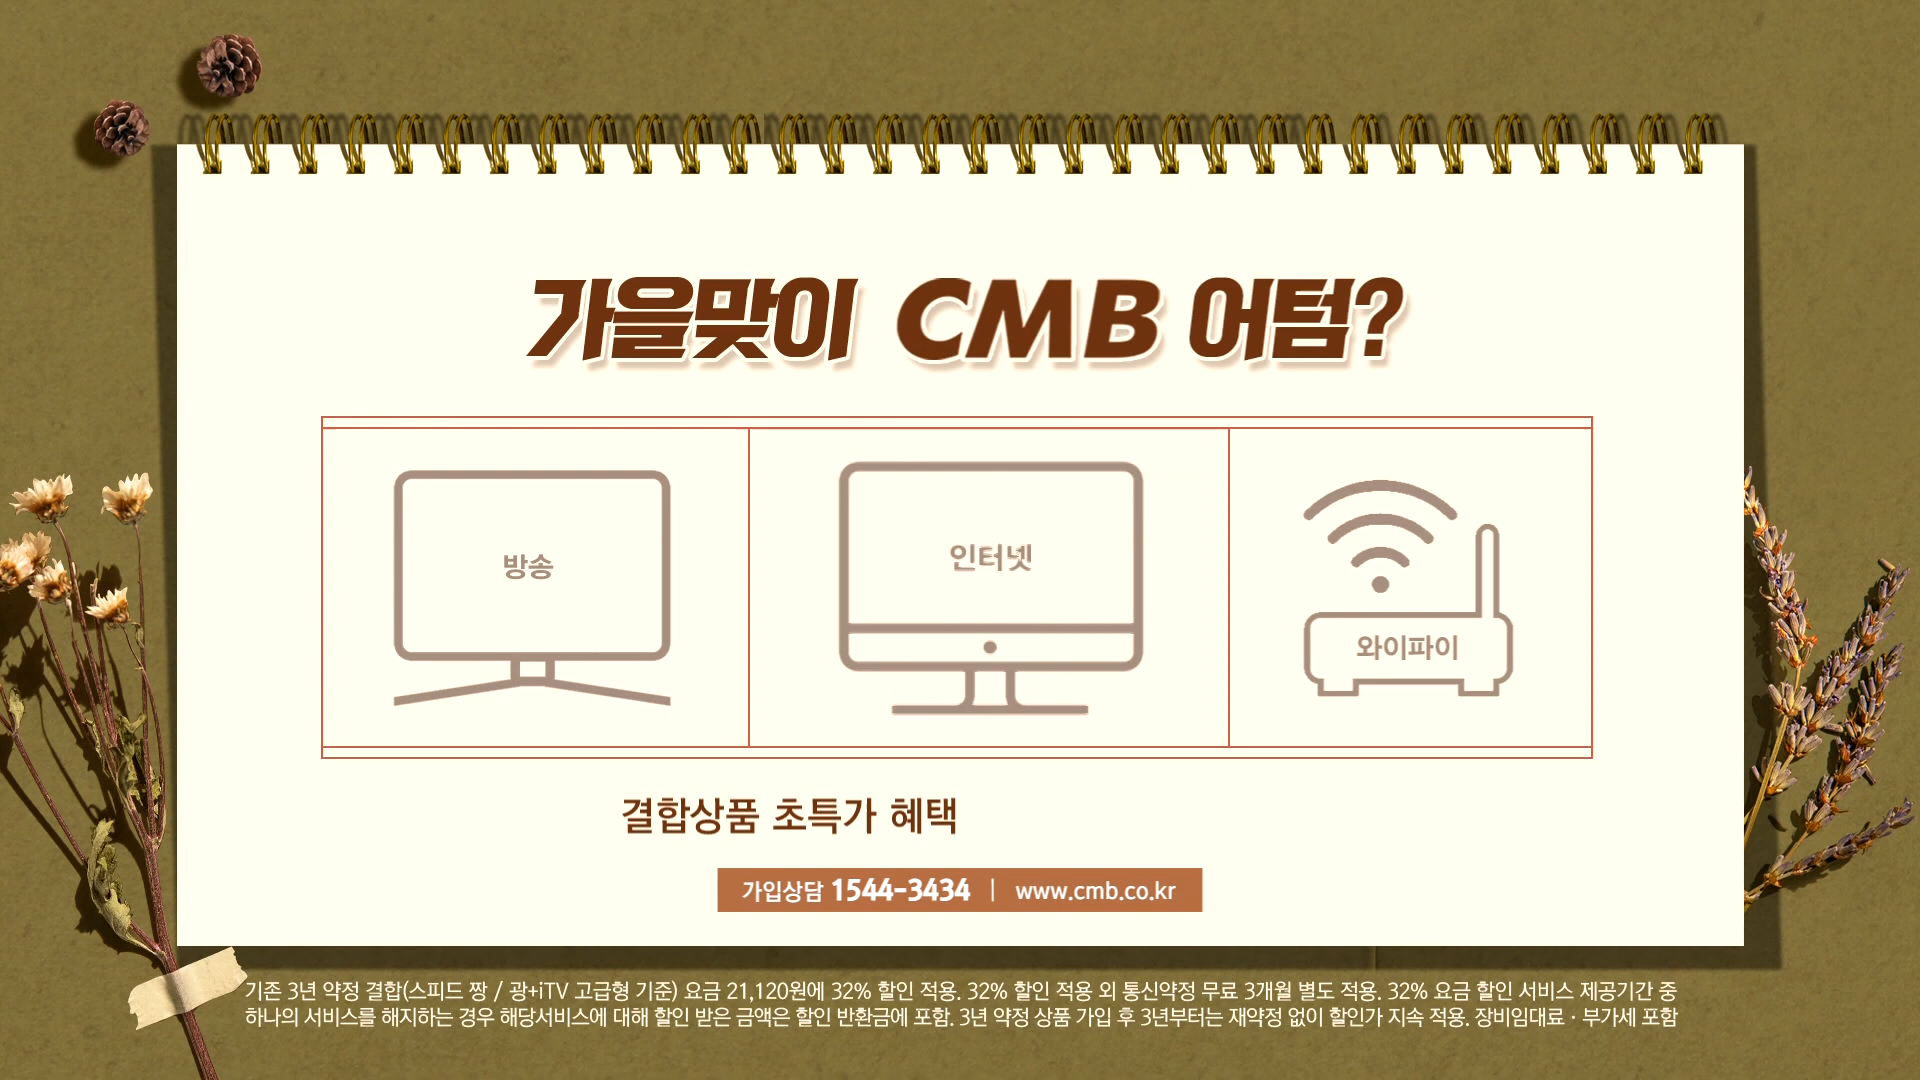 가을맞이 CMB 어텀?
방송
인터넷
와이파이
결합상품 초특가 혜택
가입상담 1544-3434 | www.cmb.co.kr
기존 3년 약정 결합(스피드 짱 / 광+iTV 고급형 기준) 요금 21,120원에 32% 할인 적용. 32% 할인 적용 외 통신약정 무료 3개월 별도 적용. 32% 요금 할인 서비스 제공기간 중
하나의 서비스를 해지하는 경우 해당서비스에 대해 할인 받은 금액은 할인 반환금에 포함. 3년 약정 상품 가입 후 3년부터는 재약정 없이 할인가 지속 적용. 장비임대료 · 부가세 포함